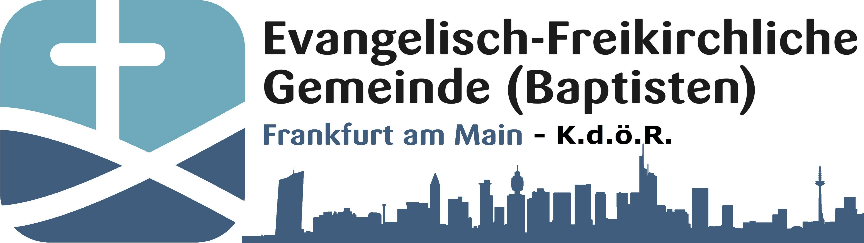 Evangelisch-Freikirchliche
Gemeinde (Baptisten)
Frankfurt am Main - K.d.ö.R.